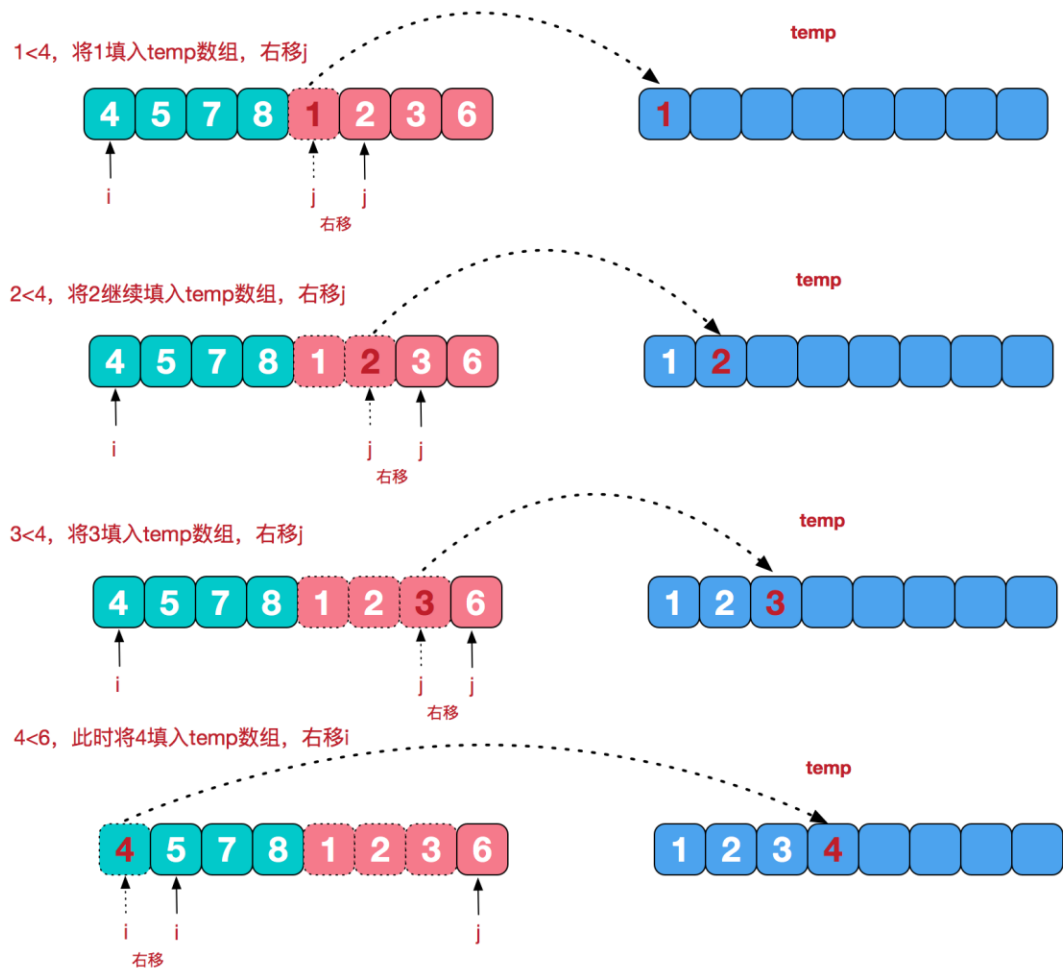 temp
1<4，将1填入temp数组，右移j
4 5 7 8 1 2 3 6
1
i j j
右移
temp
2<4，将2继续填入temp数组，右移j
4 5 7 8 1 2 3 6
1 2
i j j
右移
temp
3<4，将3填入temp数组，右移j
4 5 7 8 1 2 3 6
1 2 3
i j j
右移
4<6，此时将4填入temp数组，右移i
temp
4 5 7 8 1 2 3 6
1 2 3 4
i i j
右移